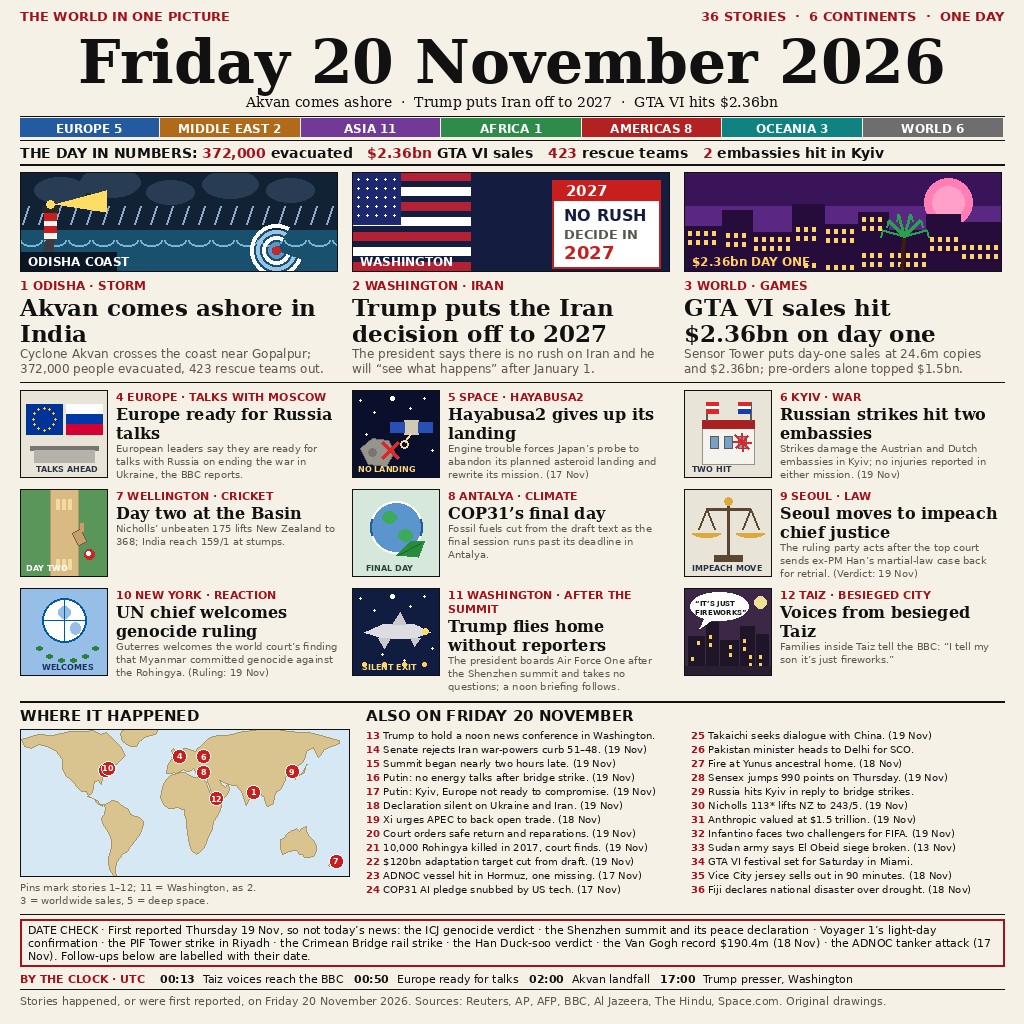 THE WORLD IN ONE PICTURE
36 STORIES · 6 CONTINENTS · ONE DAY
Friday 20 November 2026
Akvan comes ashore · Trump puts Iran off to 2027 · GTA VI hits $2.36bn
EUROPE 5
MIDDLE EAST 2
ASIA 11
AFRICA 1
AMERICAS 8
OCEANIA 3
WORLD 6
THE DAY IN NUMBERS: 372,000 evacuated $2.36bn GTA VI sales 423 rescue teams 2 embassies hit in Kyiv
ODISHA COAST
1 ODISHA · STORM
Akvan comes ashore in
India
Cyclone Akvan crosses the coast near Gopalpur;
372,000 people evacuated, 423 rescue teams out.
WASHINGTON
2027
NO RUSH
DECIDE IN
2027
2 WASHINGTON · IRAN
Trump puts the Iran
decision off to 2027
The president says there is no rush on Iran and he
will “see what happens” after January 1.
$2.36bn DAY ONE
3 WORLD · GAMES
GTA VI sales hit
$2.36bn on day one
Sensor Tower puts day-one sales at 24.6m copies
and $2.36bn; pre-orders alone topped $1.5bn.
TALKS AHEAD
4 EUROPE · TALKS WITH MOSCOW
Europe ready for Russia
talks
European leaders say they are ready for
talks with Russia on ending the war in
Ukraine, the BBC reports.
NO LANDING
5 SPACE · HAYABUSA2
Hayabusa2 gives up its
landing
Engine trouble forces Japan’s probe to
abandon its planned asteroid landing and
rewrite its mission. (17 Nov)
TWO HIT
6 KYIV · WAR
Russian strikes hit two
embassies
Strikes damage the Austrian and Dutch
embassies in Kyiv; no injuries reported in
either mission. (19 Nov)
DAY TWO
7 WELLINGTON · CRICKET
Day two at the Basin
Nicholls’ unbeaten 175 lifts New Zealand to
368; India reach 159/1 at stumps.
FINAL DAY
8 ANTALYA · CLIMATE
COP31’s final day
Fossil fuels cut from the draft text as the
final session runs past its deadline in
Antalya.
IMPEACH MOVE
9 SEOUL · LAW
Seoul moves to impeach
chief justice
The ruling party acts after the top court
sends ex-PM Han’s martial-law case back
for retrial. (Verdict: 19 Nov)
WELCOMES
10 NEW YORK · REACTION
UN chief welcomes
genocide ruling
Guterres welcomes the world court’s finding
that Myanmar committed genocide against
the Rohingya. (Ruling: 19 Nov)
SILENT EXIT
11 WASHINGTON · AFTER THE
SUMMIT
Trump flies home
without reporters
The president boards Air Force One after
the Shenzhen summit and takes no
questions; a noon briefing follows.
“IT’S JUST
FIREWORKS”
12 TAIZ · BESIEGED CITY
Voices from besieged
Taiz
Families inside Taiz tell the BBC: “I tell my
son it’s just fireworks.”
WHERE IT HAPPENED
10
4
6
8
9
12
1
7
Pins mark stories 1–12; 11 = Washington, as 2.
3 = worldwide sales, 5 = deep space.
ALSO ON FRIDAY 20 NOVEMBER
13 Trump to hold a noon news conference in Washington.
14 Senate rejects Iran war-powers curb 51–48. (19 Nov)
15 Summit began nearly two hours late. (19 Nov)
16 Putin: no energy talks after bridge strike. (19 Nov)
17 Putin: Kyiv, Europe not ready to compromise. (19 Nov)
18 Declaration silent on Ukraine and Iran. (19 Nov)
19 Xi urges APEC to back open trade. (18 Nov)
20 Court orders safe return and reparations. (19 Nov)
21 10,000 Rohingya killed in 2017, court finds. (19 Nov)
22 $120bn adaptation target cut from draft. (19 Nov)
23 ADNOC vessel hit in Hormuz, one missing. (17 Nov)
24 COP31 AI pledge snubbed by US tech. (17 Nov)
25 Takaichi seeks dialogue with China. (19 Nov)
26 Pakistan minister heads to Delhi for SCO.
27 Fire at Yunus ancestral home. (18 Nov)
28 Sensex jumps 990 points on Thursday. (19 Nov)
29 Russia hits Kyiv in reply to bridge strikes.
30 Nicholls 113* lifts NZ to 243/5. (19 Nov)
31 Anthropic valued at $1.5 trillion. (19 Nov)
32 Infantino faces two challengers for FIFA. (19 Nov)
33 Sudan army says El Obeid siege broken. (13 Nov)
34 GTA VI festival set for Saturday in Miami.
35 Vice City jersey sells out in 90 minutes. (18 Nov)
36 Fiji declares national disaster over drought. (18 Nov)
DATE CHECK · First reported Thursday 19 Nov, so not today’s news: the ICJ genocide verdict · the Shenzhen summit and its peace declaration · Voyager 1’s light-day
confirmation · the PIF Tower strike in Riyadh · the Crimean Bridge rail strike · the Han Duck-soo verdict · the Van Gogh record $190.4m (18 Nov) · the ADNOC tanker attack (17
Nov). Follow-ups below are labelled with their date.
BY THE CLOCK · UTC 00:13 Taiz voices reach the BBC 00:50 Europe ready for talks 02:00 Akvan landfall 17:00 Trump presser, Washington
Stories happened, or were first reported, on Friday 20 November 2026. Sources: Reuters, AP, AFP, BBC, Al Jazeera, The Hindu, Space.com. Original drawings.